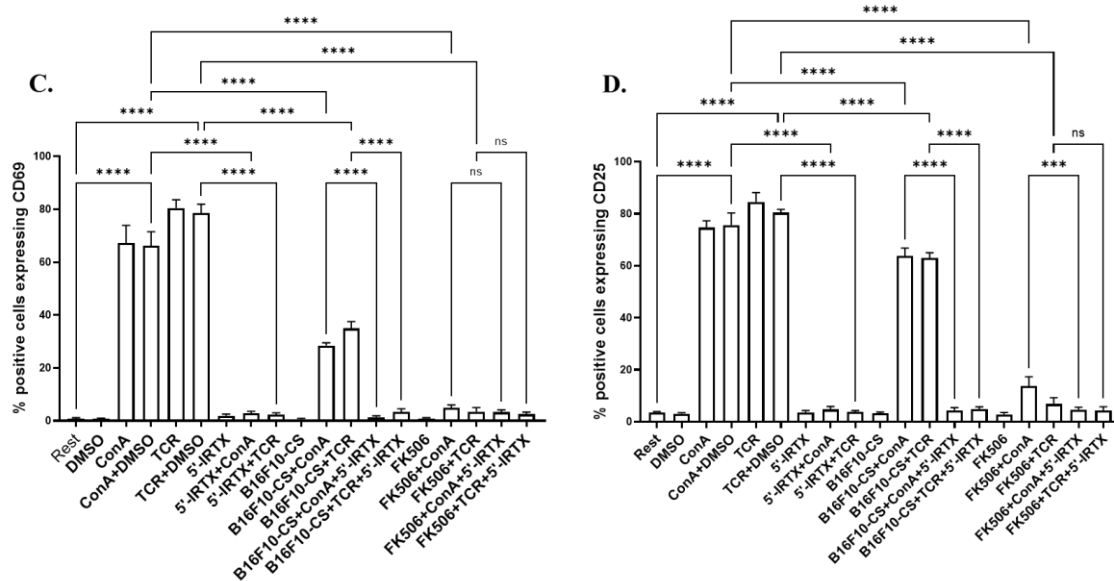 C.
****
****
****
****
****
****
****
****
****
****
ns
ns
% positive cells expressing CD69
100
80
60
40
20
0
Rest
DMSO
ConA
ConA+DMSO
TCR
TCR+DMSO
5'-IRTX
5'-IRTX+ConA
5'-IRTX+TCR
B16F10-CS
B16F10-CS+ConA
B16F10-CS+TCR
B16F10-CS+ConA+5'-IRTX
B16F10-CS+TCR+5'-IRTX
FK506
FK506+ConA
FK506+TCR
FK506+ConA+5'-IRTX
FK506+TCR+5'-IRTX
D.
****
****
****
****
****
****
****
ns
****
****
****
***
% positive cells expressing CD25
100
80
60
40
20
0
Rest
DMSO
ConA
ConA+DMSO
TCR
TCR+DMSO
5'-IRTX
5'-IRTX+ConA
5'-IRTX+TCR
B16F10-CS
B16F10-CS+ConA
B16F10-CS+TCR
B16F10-CS+ConA+5'-IRTX
B16F10-CS+TCR+5'-IRTX
FK506
FK506+ConA
FK506+TCR
FK506+ConA+5'-IRTX
FK506+TCR+5'-IRTX